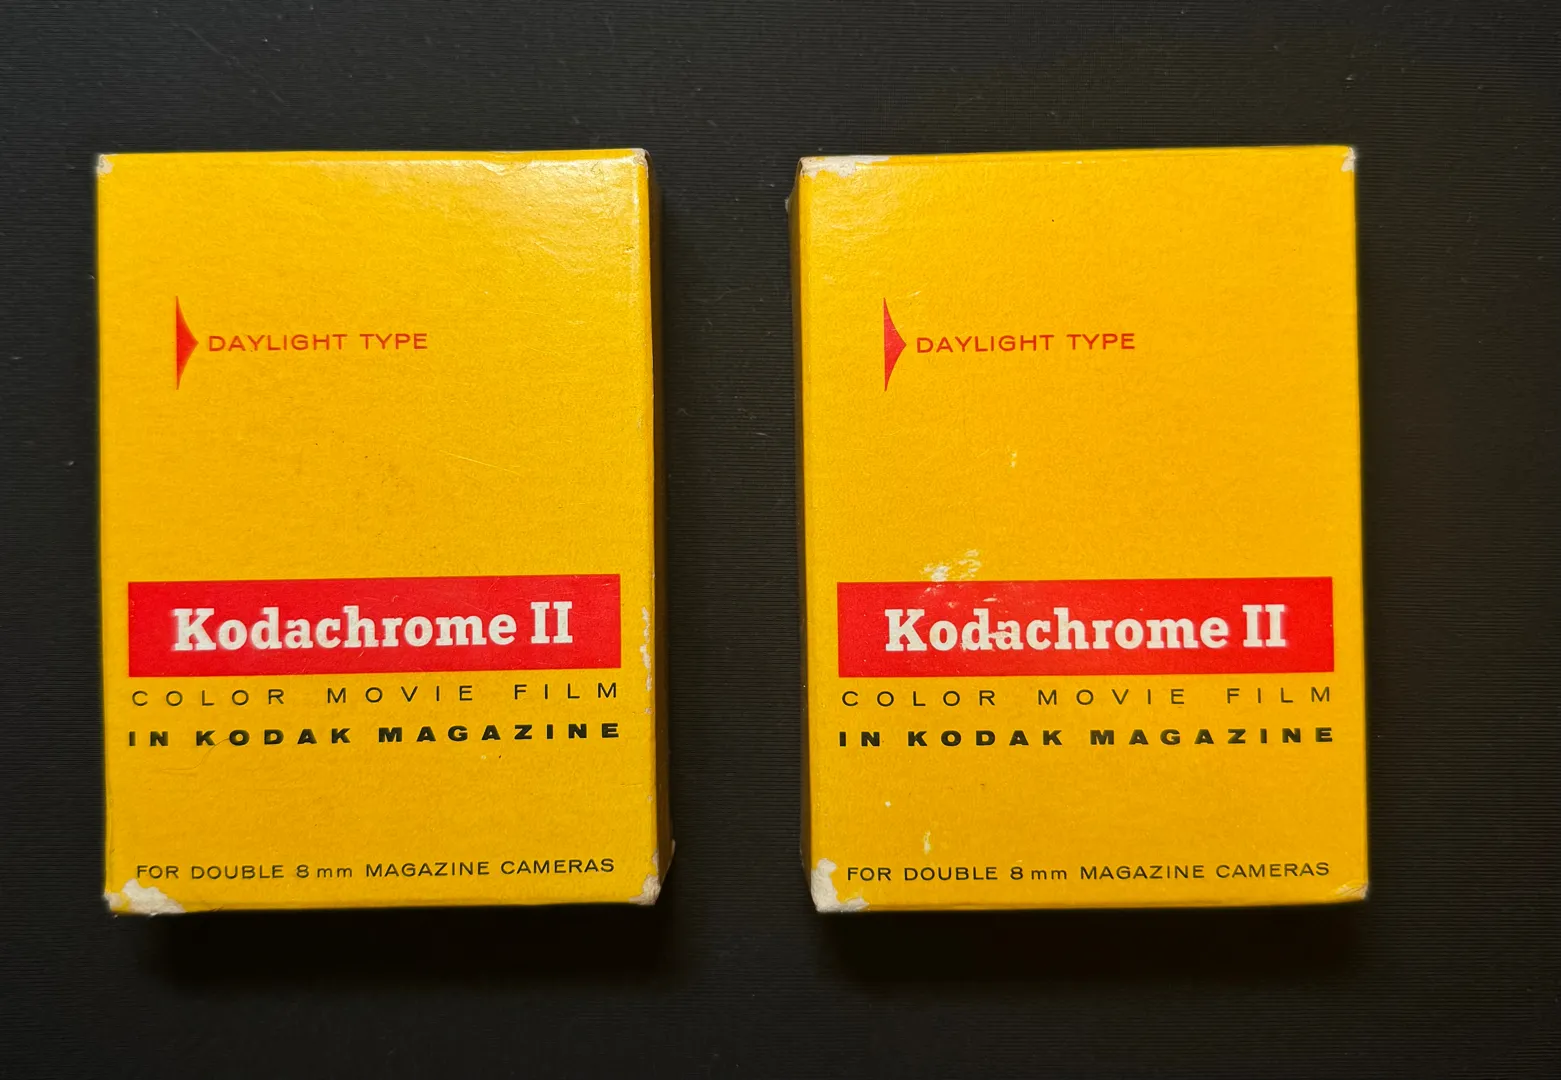 DAYLIGHT TYPE
Kodachrome II
COLOR MOVIE FILM
IN KODAK MAGAZINE
FOR DOUBLE 8mm MAGAZINE CAMERAS
DAYLIGHT TYPE
Kodachrome II
COLOR MOVIE FILM
IN KODAK MAGAZINE
FOR DOUBLE 8mm MAGAZINE CAMERAS